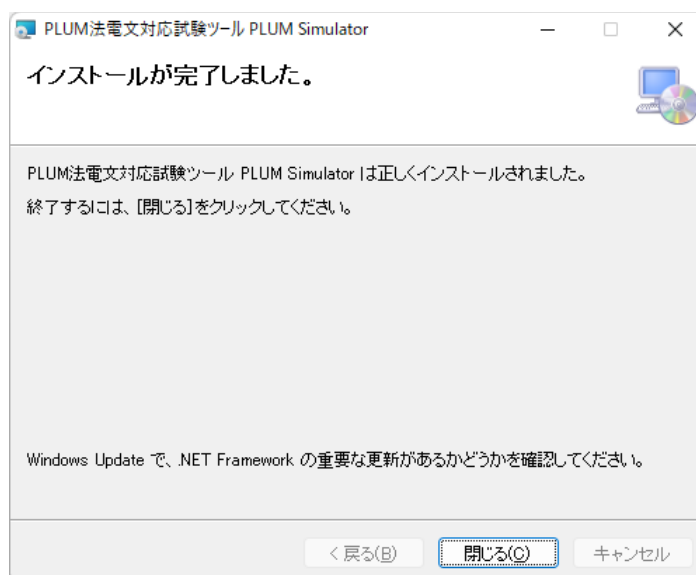 PLUM法電文対応試験ツール PLUM Simulator
インストールが完了しました。
PLUM法電文対応試験ツール PLUM Simulator は正しくインストールされました。
終了するには、[閉じる]をクリックしてください。
Windows Update で、.NET Framework の重要な更新があるかどうかを確認してください。
< 戻る(B) 閉じる(C) キャンセル